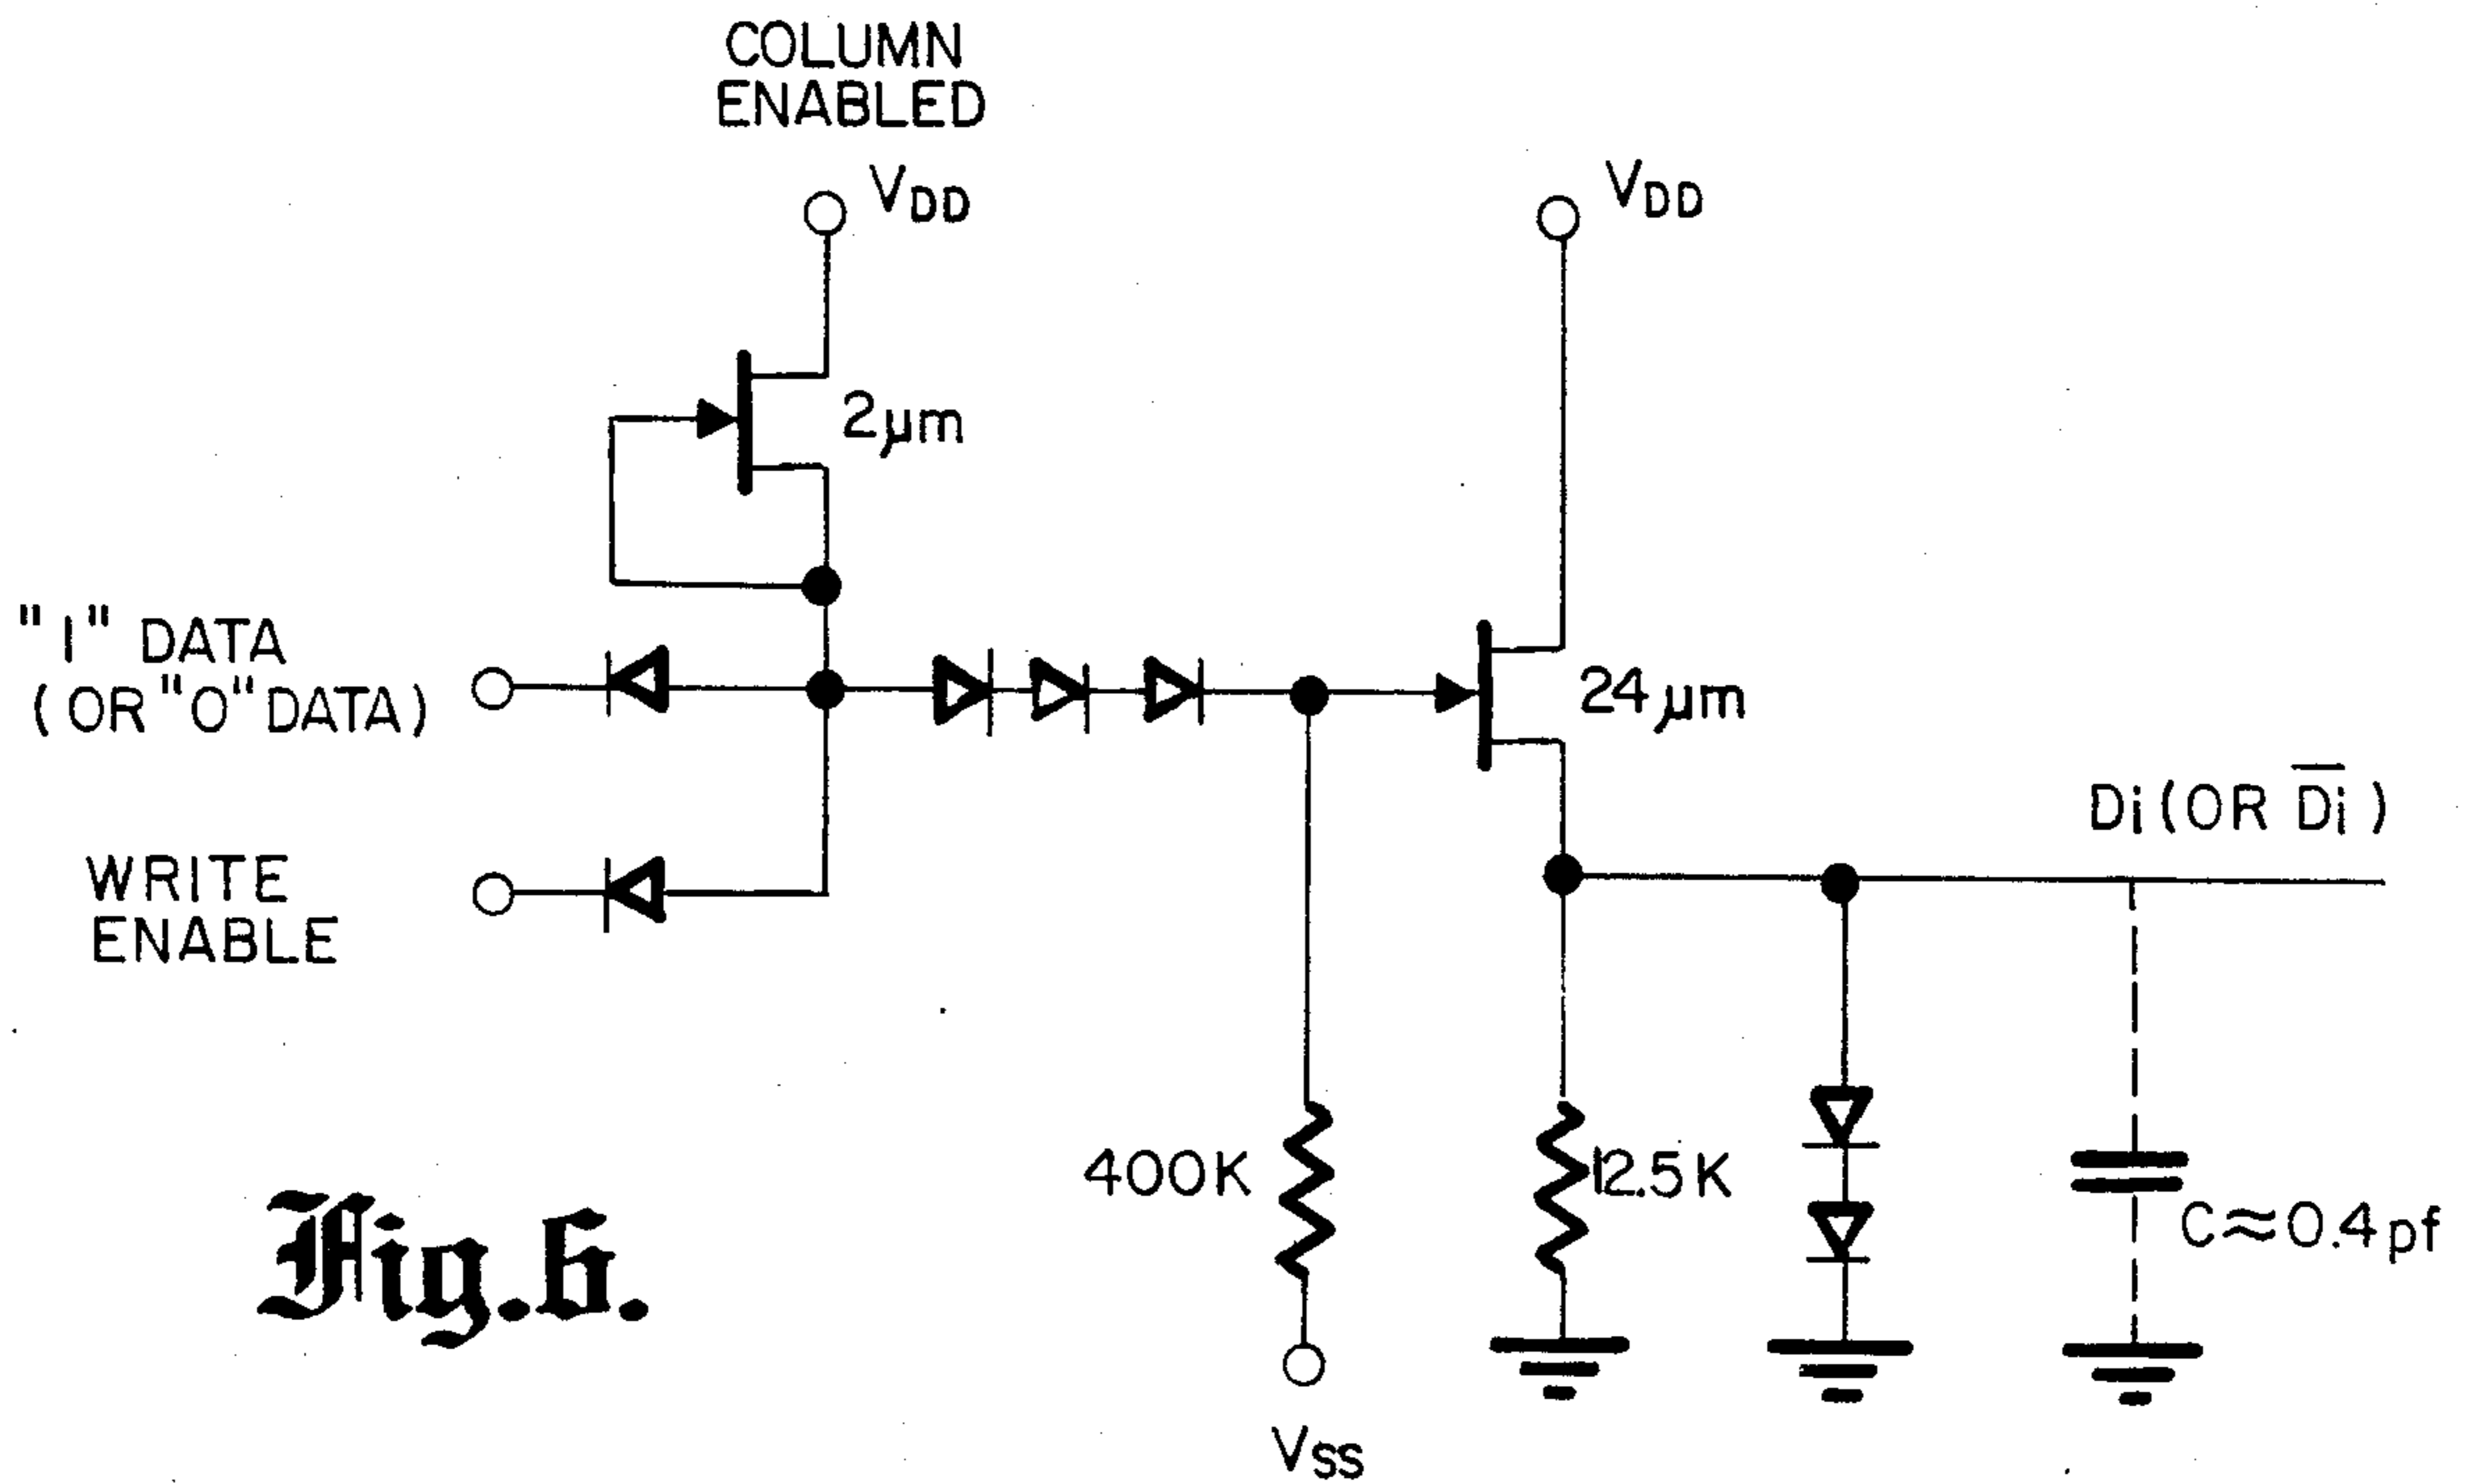 COLUMN
ENABLED
VDD
VDD
2μm
"1" DATA
(OR "0" DATA)
24μm
Di (OR D̅i̅)
WRITE
ENABLE
400K
12.5K
C≈0.4pf
Fig.6.
VSS